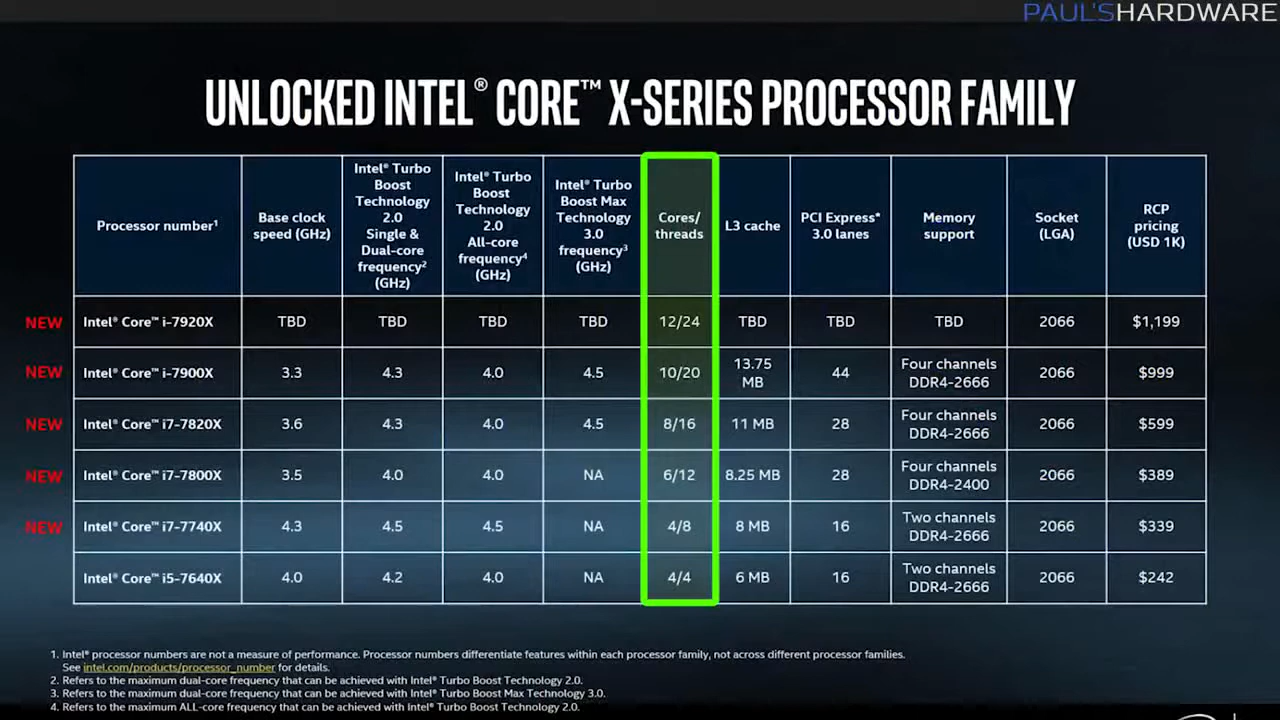 PAUL'SHARDWARE
UNLOCKED INTEL® CORE™ X-SERIES PROCESSOR FAMILY
Processor number¹
Base clock
speed (GHz)
Intel® Turbo
Boost
Technology
2.0
Single &
Dual-core
frequency²
(GHz)
Intel® Turbo
Boost
Technology
2.0
All-core
frequency⁴
(GHz)
Intel® Turbo
Boost Max
Technology
3.0
frequency³
(GHz)
Cores/
threads
L3 cache
PCI Express*
3.0 lanes
Memory
support
Socket
(LGA)
RCP
pricing
(USD 1K)
NEW Intel® Core™ i-7920X TBD TBD TBD TBD 12/24 TBD TBD TBD 2066 $1,199
NEW Intel® Core™ i-7900X 3.3 4.3 4.0 4.5 10/20 13.75 MB 44 Four channels DDR4-2666 2066 $999
NEW Intel® Core™ i7-7820X 3.6 4.3 4.0 4.5 8/16 11 MB 28 Four channels DDR4-2666 2066 $599
NEW Intel® Core™ i7-7800X 3.5 4.0 4.0 NA 6/12 8.25 MB 28 Four channels DDR4-2400 2066 $389
NEW Intel® Core™ i7-7740X 4.3 4.5 4.5 NA 4/8 8 MB 16 Two channels DDR4-2666 2066 $339
Intel® Core™ i5-7640X 4.0 4.2 4.0 NA 4/4 6 MB 16 Two channels DDR4-2666 2066 $242
1. Intel® processor numbers are not a measure of performance. Processor numbers differentiate features within each processor family, not across different processor families.
See intel.com/products/processor_number for details.
2. Refers to the maximum dual-core frequency that can be achieved with Intel® Turbo Boost Technology 2.0.
3. Refers to the maximum dual-core frequency that can be achieved with Intel® Turbo Boost Max Technology 3.0.
4. Refers to the maximum ALL-core frequency that can be achieved with Intel® Turbo Boost Technology 2.0.